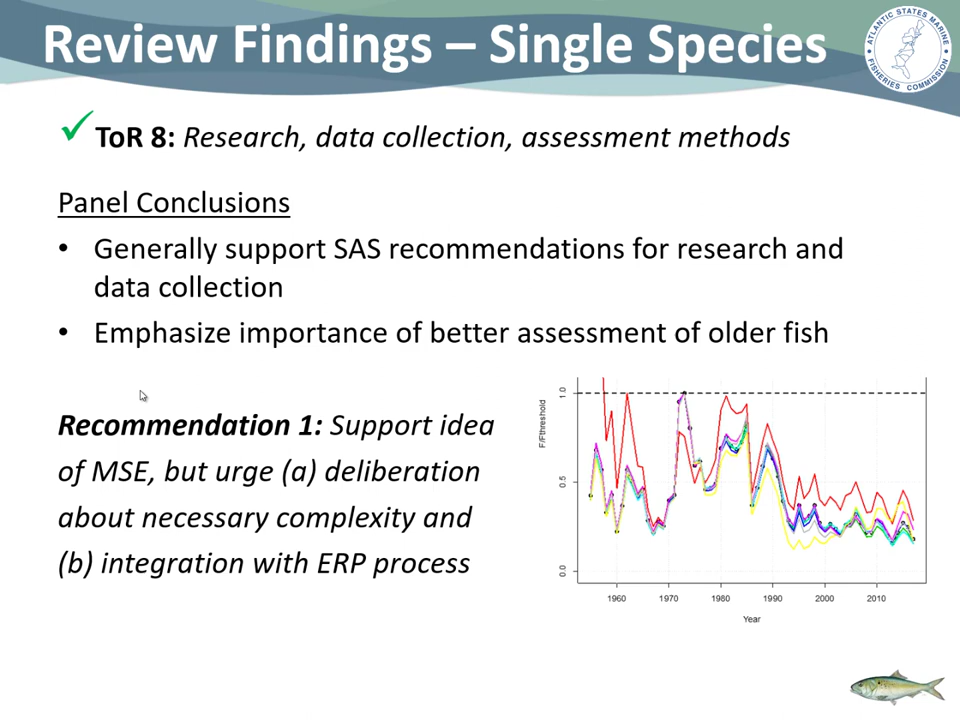 Review Findings – Single Species
ATLANTIC STATES MARINE
FISHERIES COMMISSION
ToR 8: Research, data collection, assessment methods
Panel Conclusions
• Generally support SAS recommendations for research and
data collection
• Emphasize importance of better assessment of older fish
Recommendation 1: Support idea
of MSE, but urge (a) deliberation
about necessary complexity and
(b) integration with ERP process
F/Fthreshold
1.0
0.5
0.0
1960 1970 1980 1990 2000 2010
Year